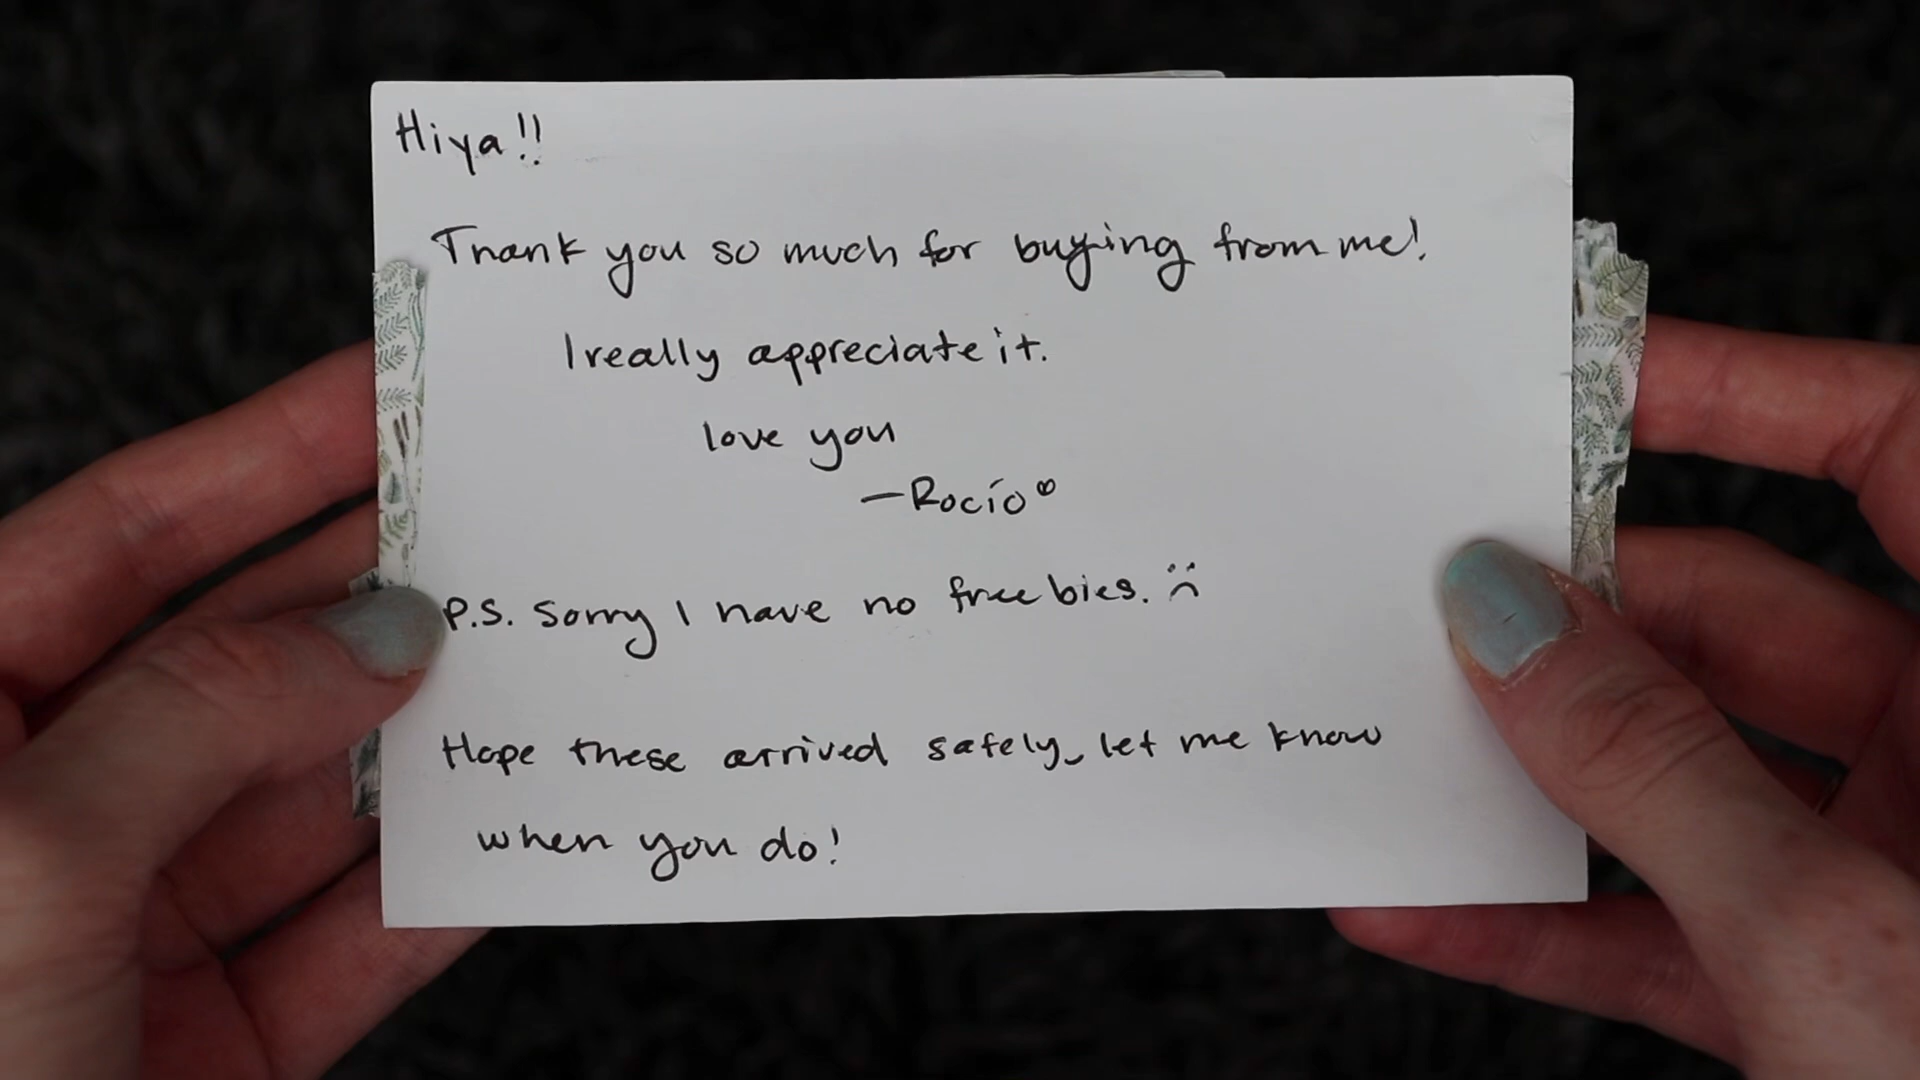 Hiya!!
Thank you so much for buying from me!
I really appreciate it.
love you
—Rocío ♡
P.S. Sorry I have no freebies. :(
Hope these arrived safely, let me know
when you do!